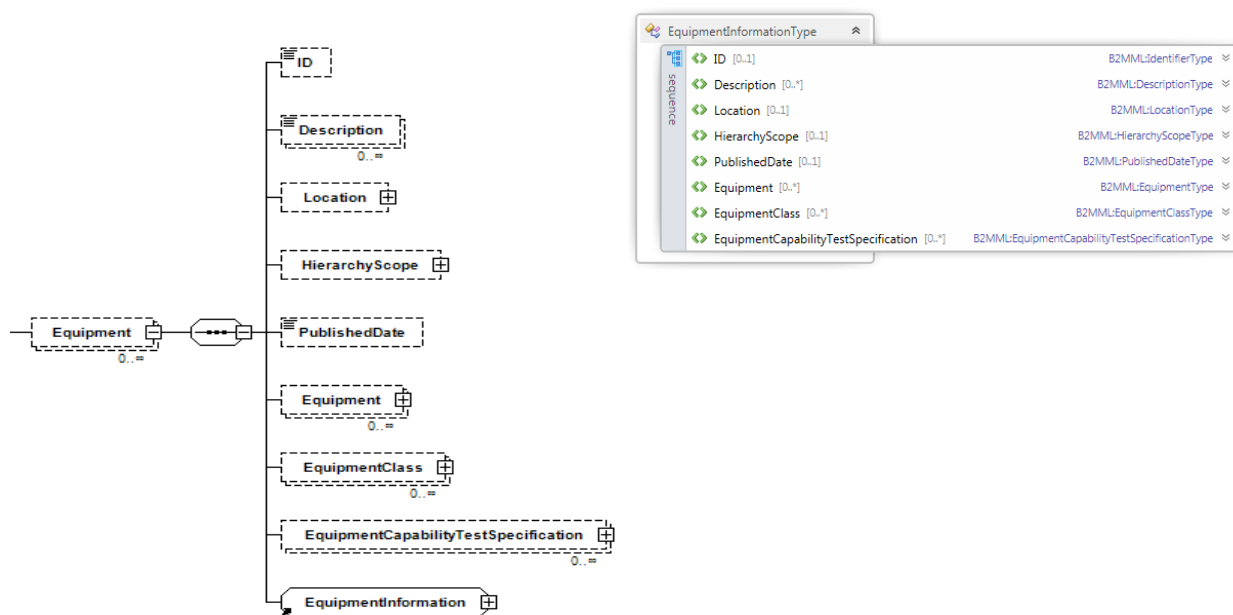 ID
Description
0..∞
Location
HierarchyScope
Equipment
0..∞
PublishedDate
Equipment
0..∞
EquipmentClass
0..∞
EquipmentCapabilityTestSpecification
0..∞
EquipmentInformation
EquipmentInformationType
sequence
ID [0..1] B2MML:IdentifierType
Description [0..*] B2MML:DescriptionType
Location [0..1] B2MML:LocationType
HierarchyScope [0..1] B2MML:HierarchyScopeType
PublishedDate [0..1] B2MML:PublishedDateType
Equipment [0..*] B2MML:EquipmentType
EquipmentClass [0..*] B2MML:EquipmentClassType
EquipmentCapabilityTestSpecification [0..*] B2MML:EquipmentCapabilityTestSpecificationType